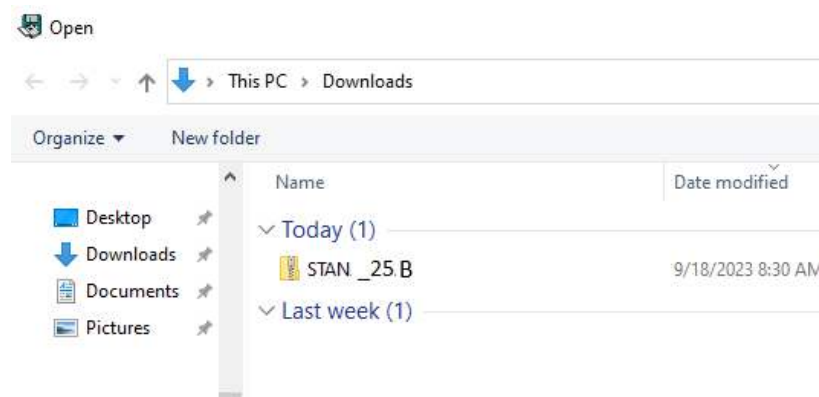 Open
This PC > Downloads
Organize New folder
Name Date modified
Desktop
Downloads
Documents
Pictures
Today (1)
STAN. _25.B 9/18/2023 8:30 AM
Last week (1)